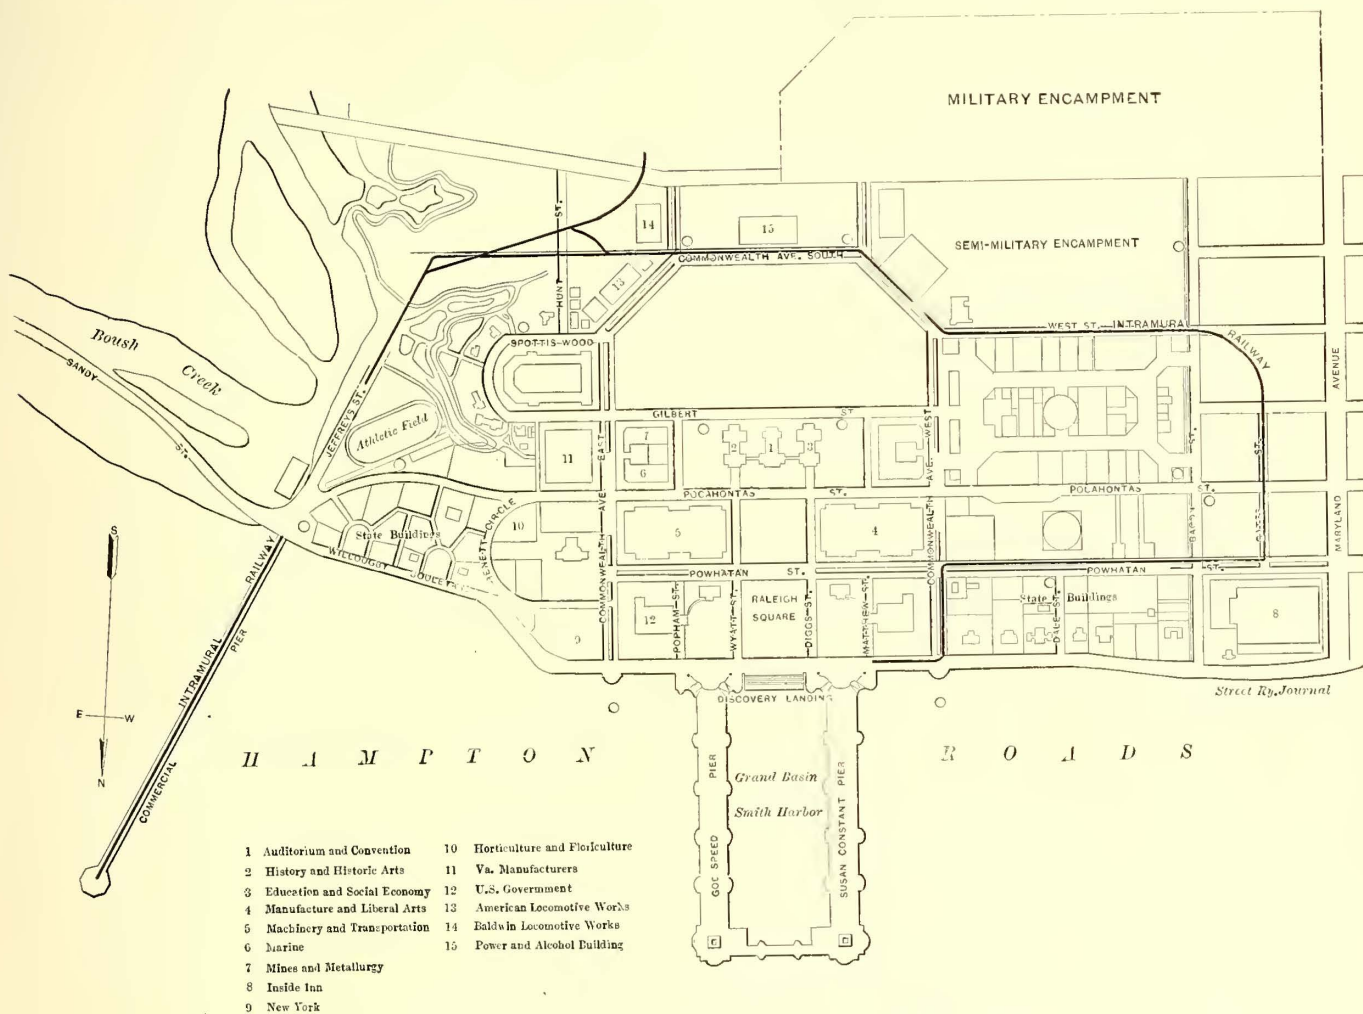 MILITARY ENCAMPMENT
SEMI-MILITARY ENCAMPMENT
14
15
HUNT ST.
COMMONWEALTH AVE. SOUTH
13
WEST ST. INTRAMURAL
RAILWAY
AVENUE
Boush
Creek
SANDY
ST.
SPOTTIS-WOOD
JEFFREYS ST.
Athletic Field
GILBERT
ST
11
7
6
2
1
3
EAST
COMMONWEALTH AVE
COMMONWEALTH AVE. WEST
ST.
ST.
POCAHONTAS
ST.
POCAHONTAS
ST.
MARYLAND
State Buildings
10
CIRCLE
5
4
WILLOUGBY
POWHATAN
ST.
POWHATAN
ST.
RALEIGH
SQUARE
12
POPHAM ST.
WYATT ST.
DIGGS ST.
MATTHEW ST.
State Buildings
DALE ST.
8
9
S
E
W
N
INTRAMURAL RAILWAY
COMMERCIAL PIER
DISCOVERY LANDING
Street Ry. Journal
HAMPTON
ROADS
Grand Basin
Smith Harbor
GOD SPEED PIER
SUSAN CONSTANT PIER
1 Auditorium and Convention
2 History and Historic Arts
3 Education and Social Economy
4 Manufacture and Liberal Arts
5 Machinery and Transportation
6 Marine
7 Mines and Metallurgy
8 Inside Inn
9 New York
10 Horticulture and Floriculture
11 Va. Manufacturers
12 U.S. Government
13 American Locomotive Works
14 Baldwin Locomotive Works
15 Power and Alcohol Building